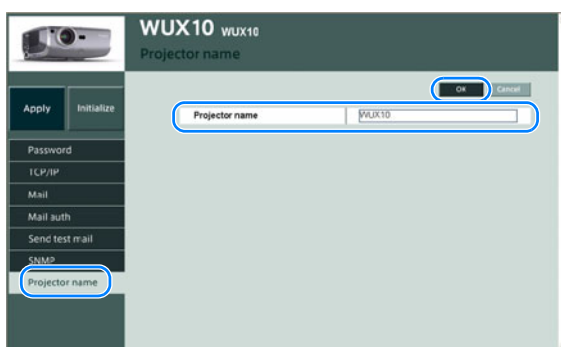 WUX10 WUX10
Projector name
OK Cancel
Apply Initialize
Projector name WUX10
Password
TCP/IP
Mail
Mail auth
Send test mail
SNMP
Projector name